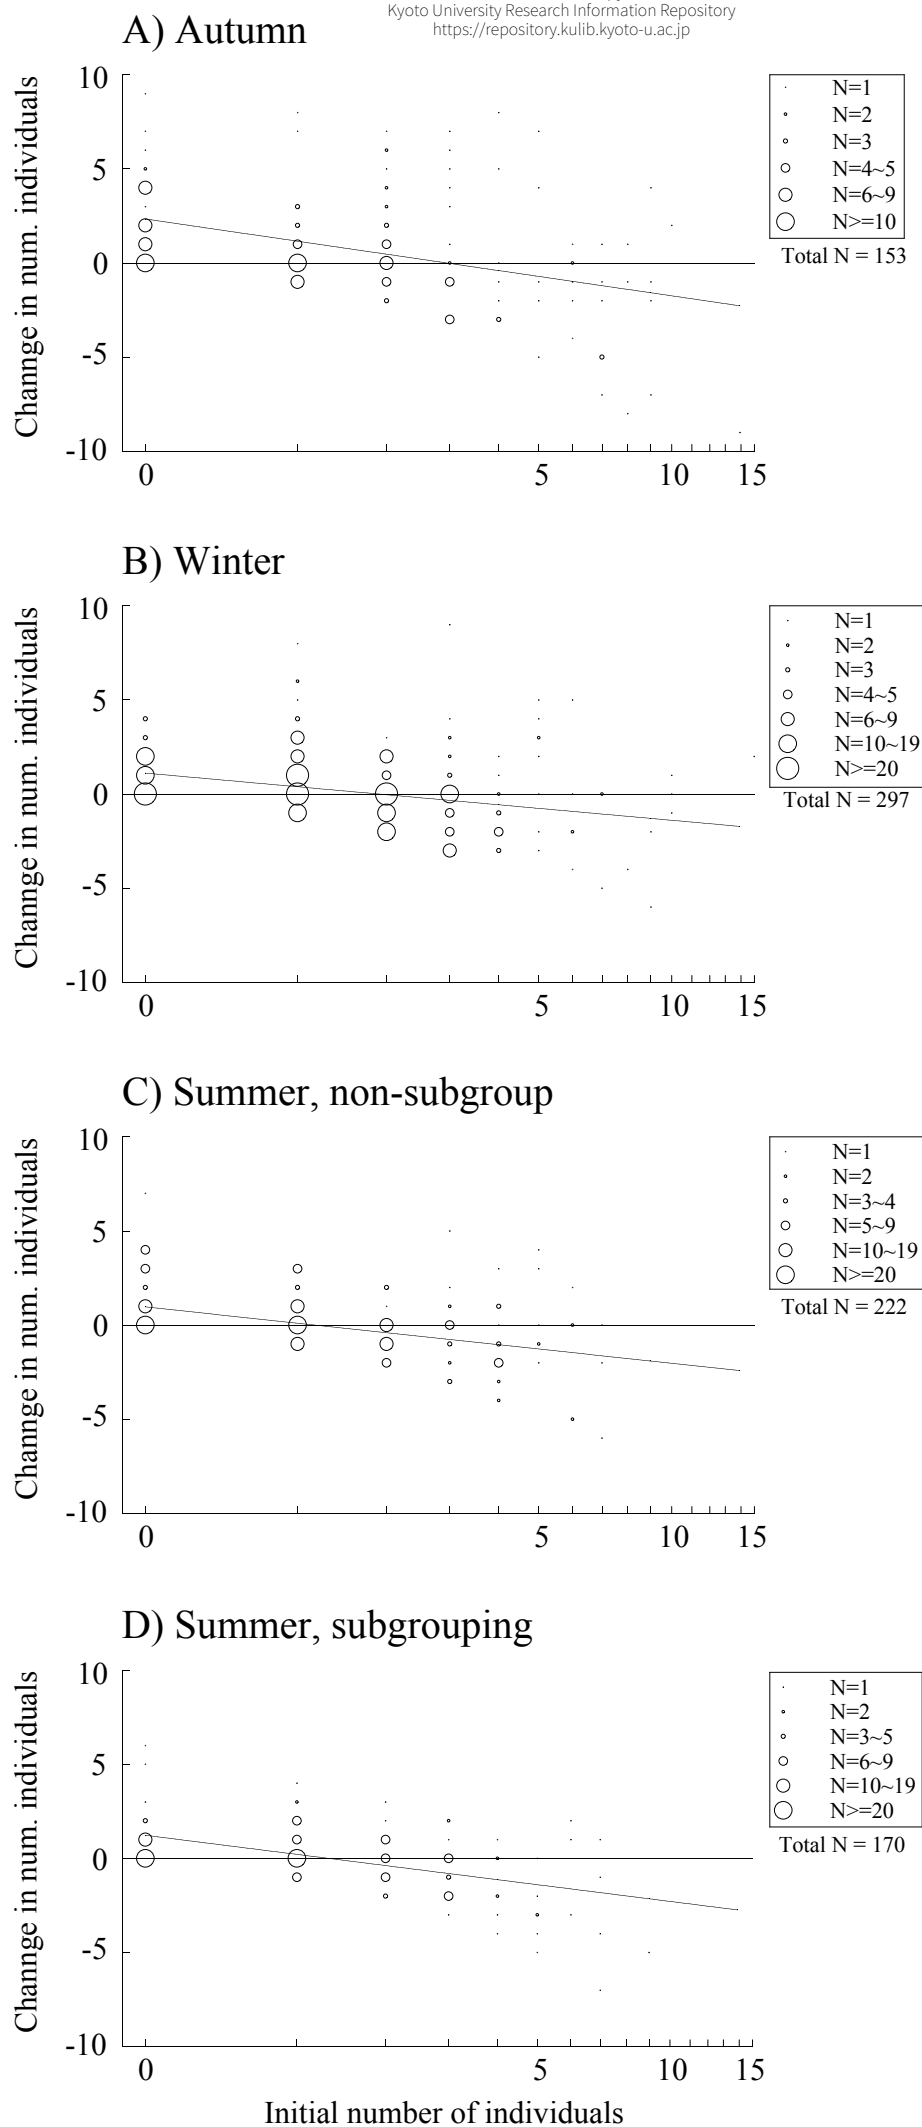 Kyoto University Research Information Repository
https://repository.kulib.kyoto-u.ac.jp
A) Autumn
Channge in num. individuals
10
5
0
-5
-10
0
5
10
15
N=1
N=2
N=3
N=4~5
N=6~9
N>=10
Total N = 153
B) Winter
Channge in num. individuals
10
5
0
-5
-10
0
5
10
15
N=1
N=2
N=3
N=4~5
N=6~9
N=10~19
N>=20
Total N = 297
C) Summer, non-subgroup
Channge in num. individuals
10
5
0
-5
-10
0
5
10
15
N=1
N=2
N=3~4
N=5~9
N=10~19
N>=20
Total N = 222
D) Summer, subgrouping
Channge in num. individuals
10
5
0
-5
-10
0
5
10
15
N=1
N=2
N=3~5
N=6~9
N=10~19
N>=20
Total N = 170
Initial number of individuals